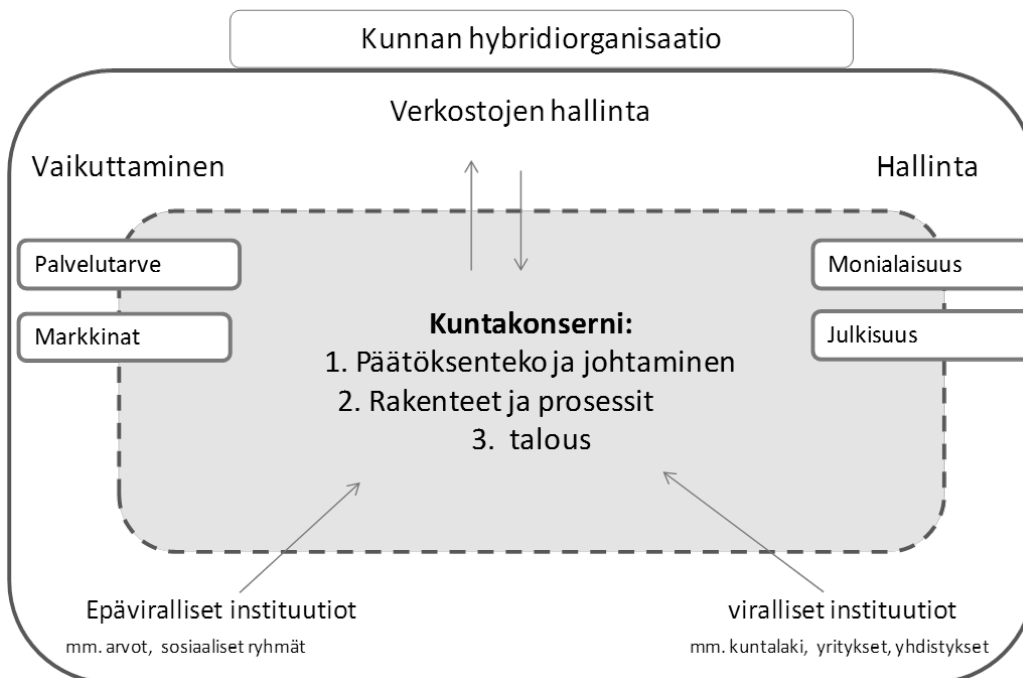 Kunnan hybridiorganisaatio
Verkostojen hallinta
Vaikuttaminen
Hallinta
Palvelutarve
Monialaisuus
Markkinat
Julkisuus
Kuntakonserni:
1. Päätöksenteko ja johtaminen
2. Rakenteet ja prosessit
3. talous
Epäviralliset instituutiot
mm. arvot, sosiaaliset ryhmät
viralliset instituutiot
mm. kuntalaki, yritykset, yhdistykset